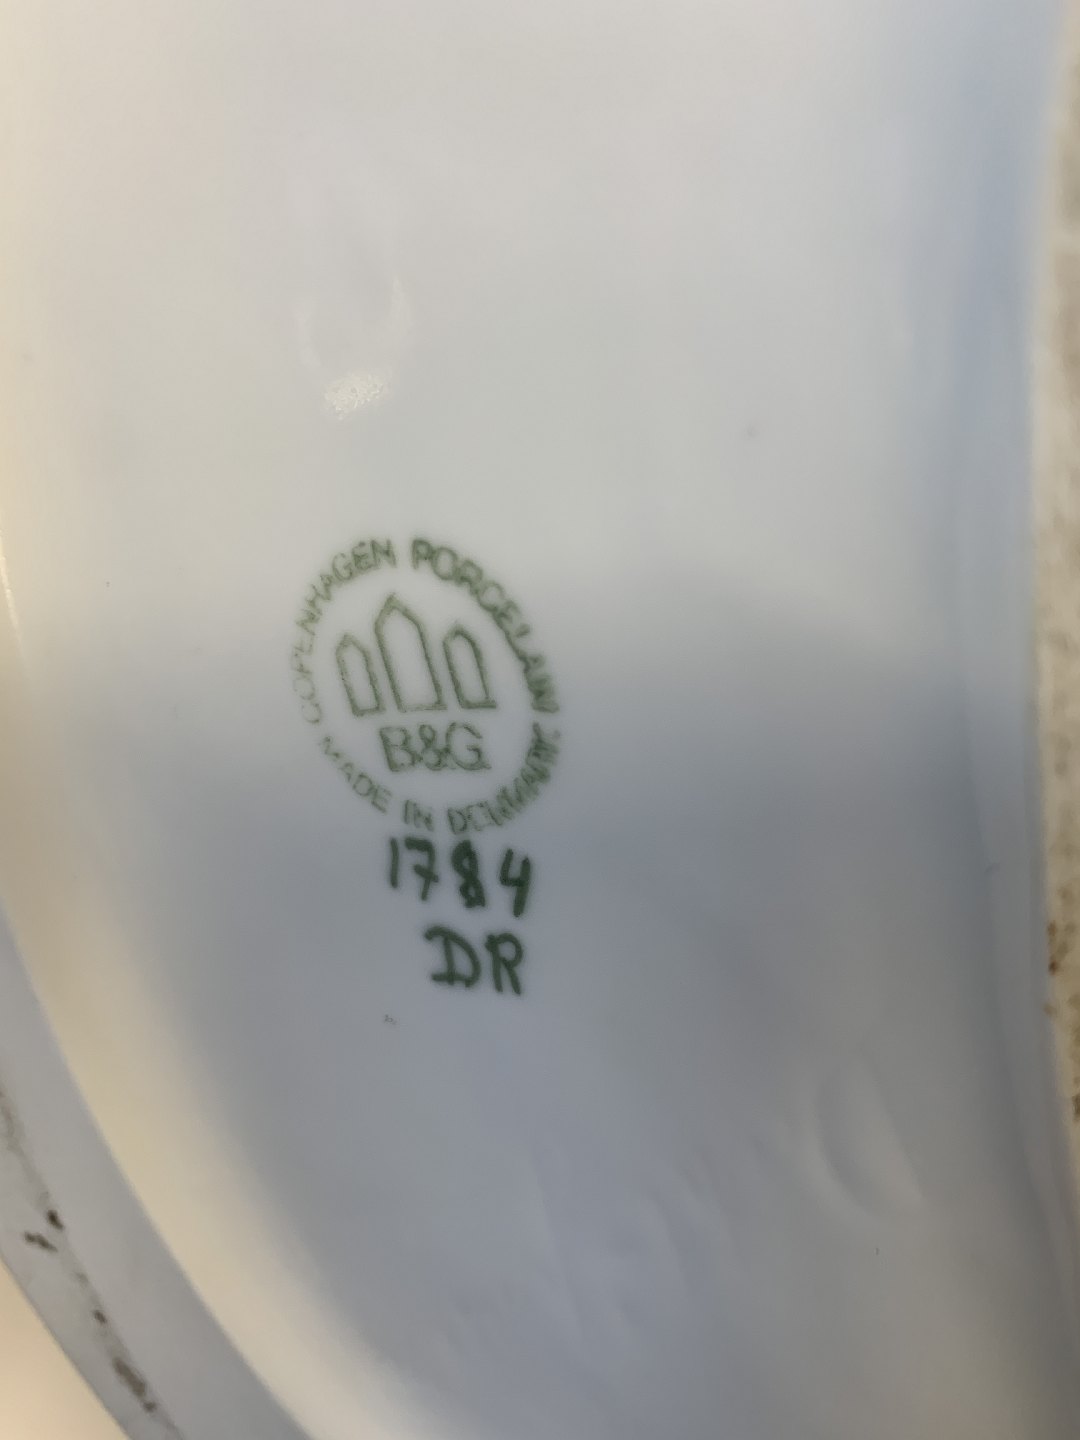 COPENHAGEN PORCELAIN
B&G
MADE IN DENMARK
1784
DR